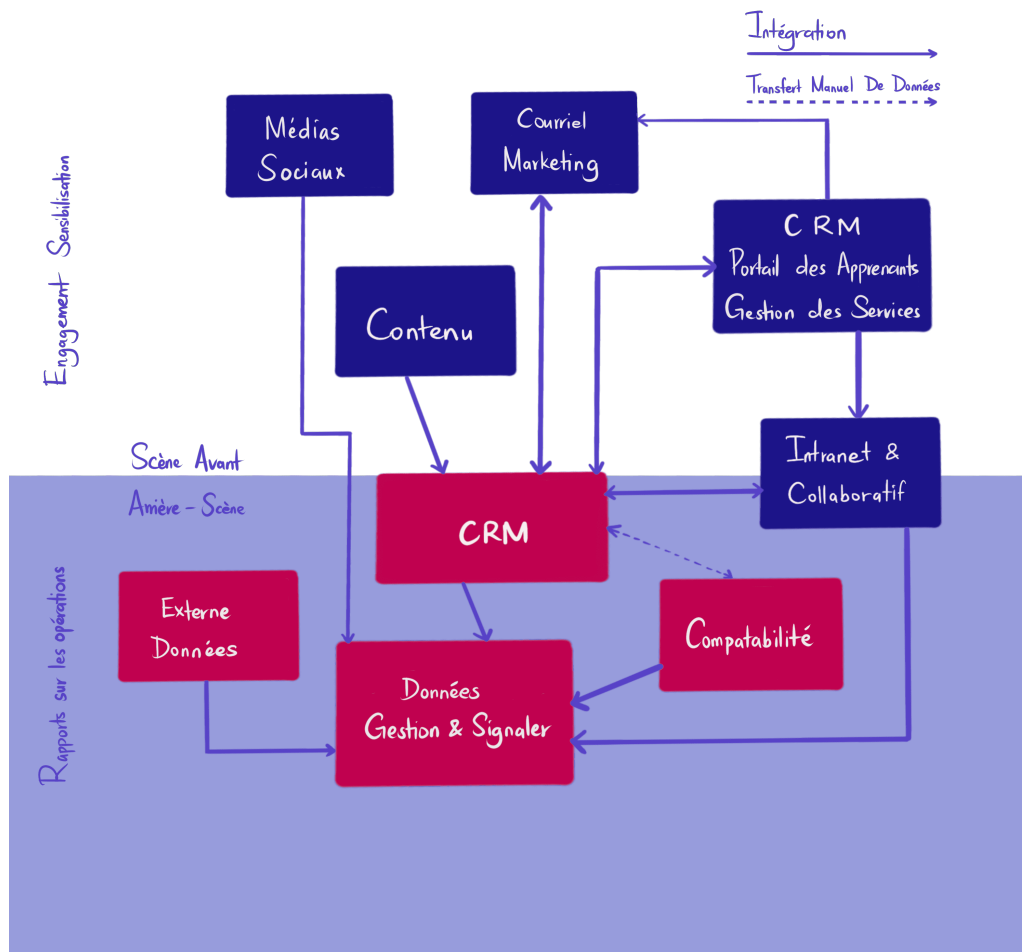 Intégration
Transfert Manuel De Données
Médias
Sociaux
Courriel
Marketing
CRM
Portail des Apprenants
Gestion des Services
Engagement Sensibilisation
Contenu
Scène Avant
Arrière - Scène
Intranet &
Collaboratif
CRM
Externe
Données
Compatabilité
Rapports sur les opérations
Données
Gestion & Signaler